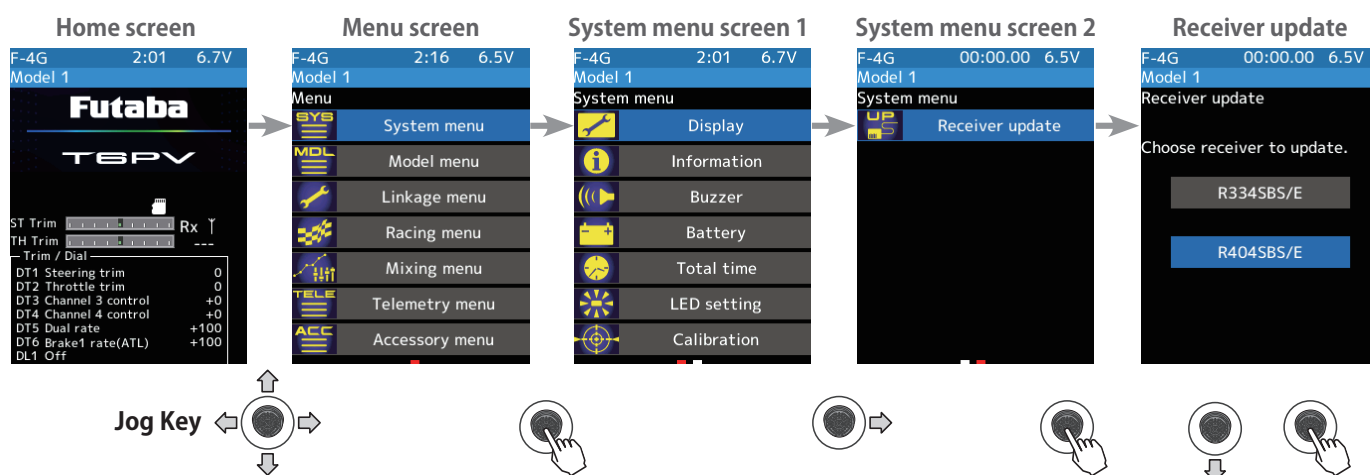 Home screen
F-4G 2:01 6.7V
Model 1
Futaba
T6PV
ST Trim Rx
TH Trim ---
Trim / Dial
DT1 Steering trim 0
DT2 Throttle trim 0
DT3 Channel 3 control +0
DT4 Channel 4 control +0
DT5 Dual rate +100
DT6 Brake1 rate(ATL) +100
DL1 Off
Menu screen
F-4G 2:16 6.5V
Model 1
Menu
SYS System menu
MDL Model menu
Linkage menu
Racing menu
Mixing menu
TELE Telemetry menu
ACC Accessory menu
System menu screen 1
F-4G 2:01 6.7V
Model 1
System menu
Display
Information
Buzzer
Battery
Total time
LED setting
Calibration
System menu screen 2
F-4G 00:00.00 6.5V
Model 1
System menu
UP Receiver update
Receiver update
F-4G 00:00.00 6.5V
Model 1
Receiver update
Choose receiver to update.
R334SBS/E
R404SBS/E
Jog Key